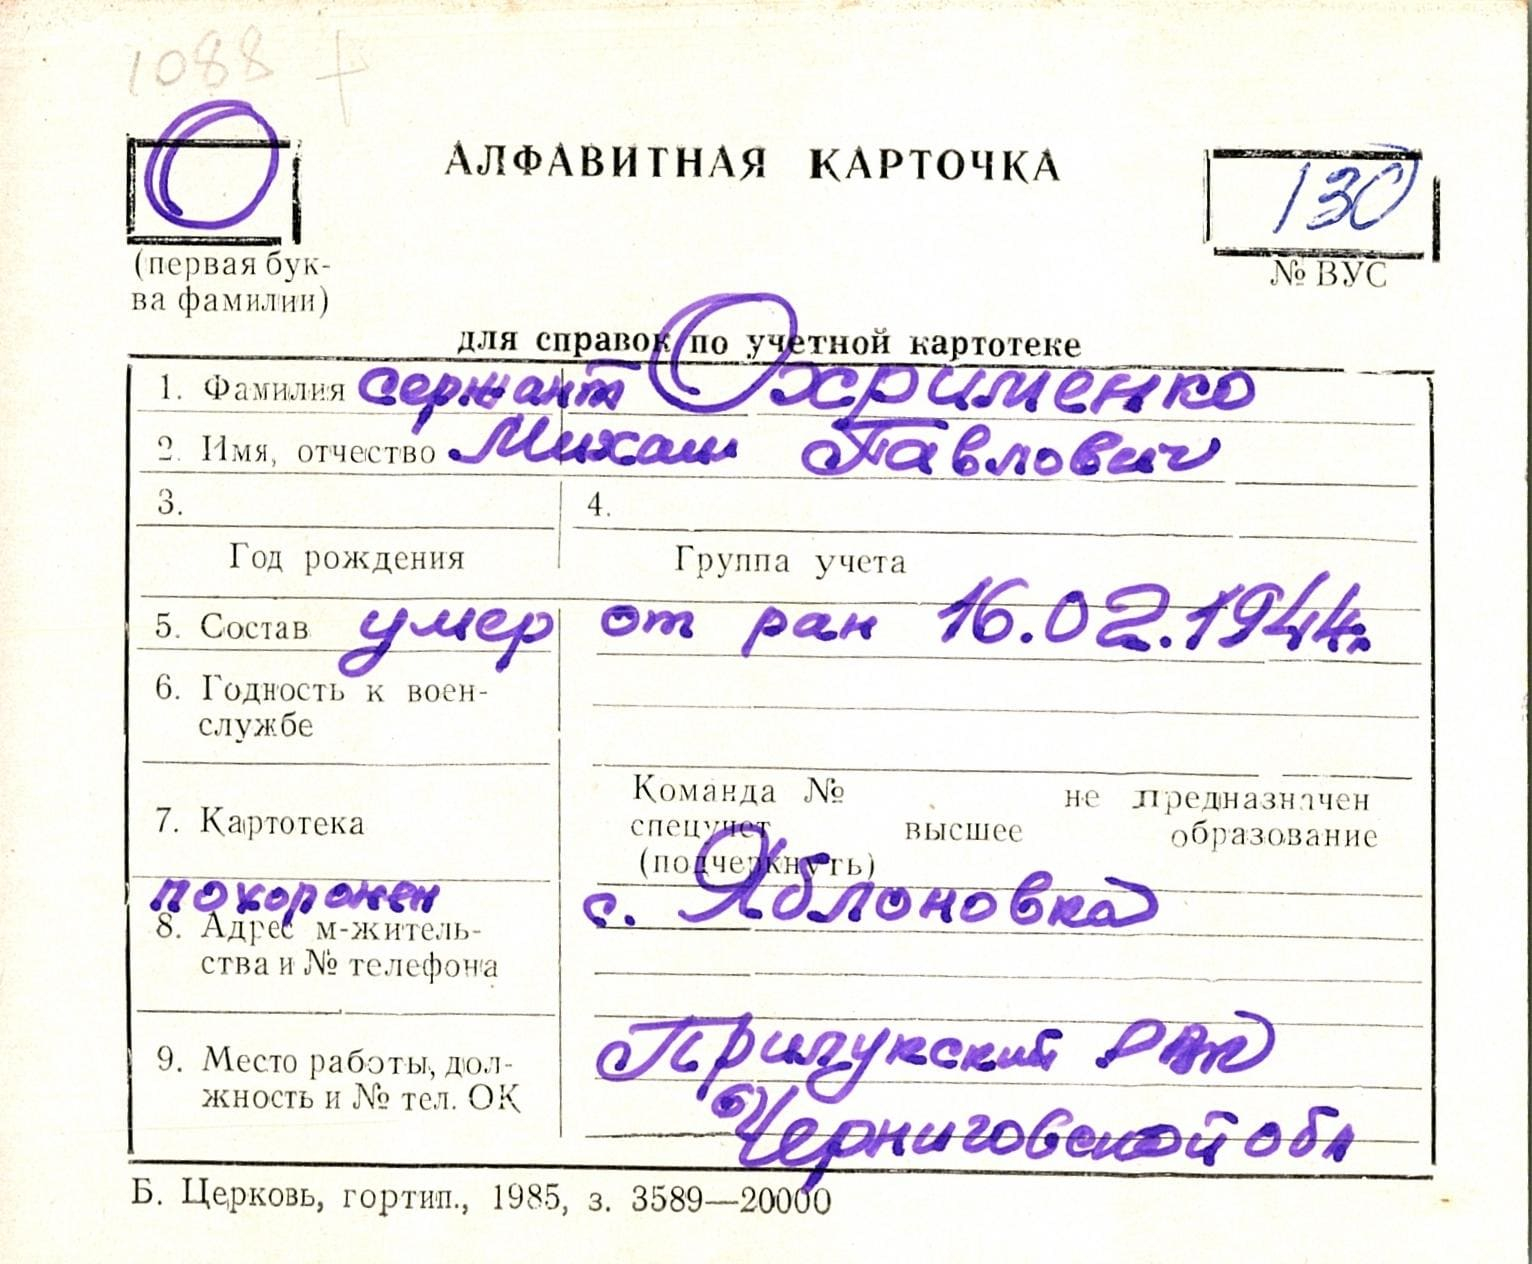 1088 +
О
АЛФАВИТНАЯ КАРТОЧКА
130
(первая бук-
ва фамилии)
№ ВУС
для справок по учетной картотеке
1. Фамилия сержант Охрименко
2. Имя, отчество Михаил Павлович
3.
4.
Год рождения
Группа учета
5. Состав умер от ран 16.02.1944г.
6. Годность к воен-
службе
7. Картотека
Команда № не предназначен
спецучет высшее образование
(подчеркнуть)
похоронен с. Яблоновка
8. Адрес м-житель-
ства и № телефона
9. Место работы, дол-
жность и № тел. ОК
Прилукский р-н
Черниговской обл
Б. Церковь, гортип., 1985, з. 3589—20000